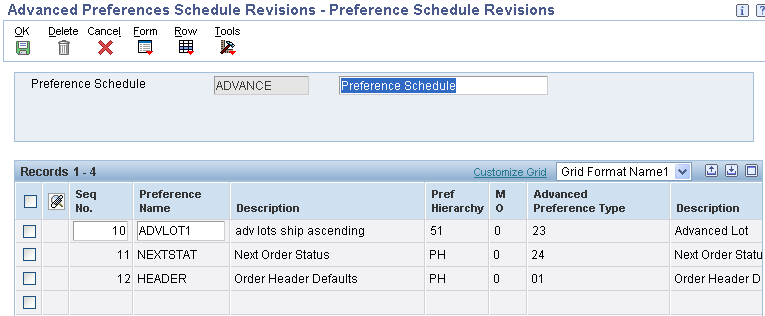 Advanced Preferences Schedule Revisions - Preference Schedule Revisions
OK Delete Cancel Form Row Tools
Preference Schedule ADVANCE Preference Schedule
Records 1 - 4 Customize Grid Grid Format Name1
Seq No. Preference Name Description Pref Hierarchy M O Advanced Preference Type Description
10 ADVLOT1 adv lots ship ascending 51 0 23 Advanced Lot
11 NEXTSTAT Next Order Status PH 0 24 Next Order Statu
12 HEADER Order Header Defaults PH 0 01 Order Header D